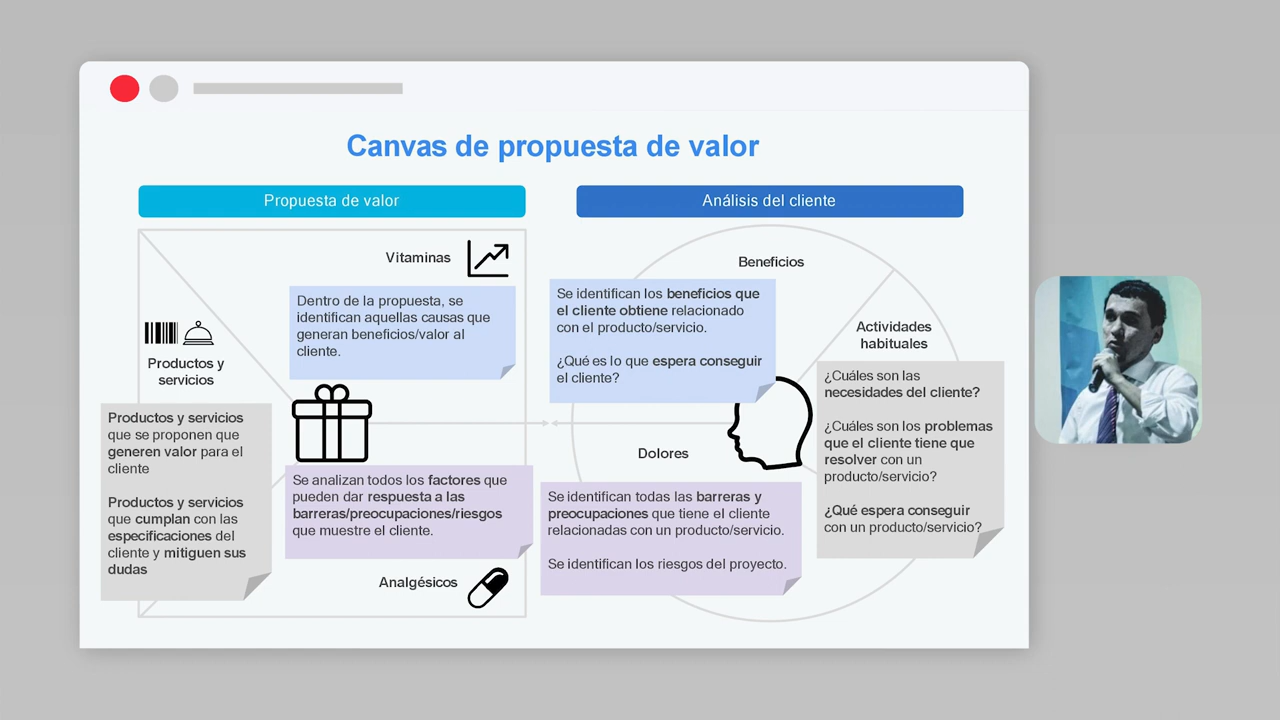 Canvas de propuesta de valor
Propuesta de valor
Análisis del cliente
Vitaminas
Dentro de la propuesta, se
identifican aquellas causas que
generan beneficios/valor al
cliente.
Productos y
servicios
Productos y servicios
que se proponen que
generen valor para el
cliente
Productos y servicios
que cumplan con las
especificaciones del
cliente y mitiguen sus
dudas
Se analizan todos los factores que
pueden dar respuesta a las
barreras/preocupaciones/riesgos
que muestre el cliente.
Analgésicos
Beneficios
Se identifican los beneficios que
el cliente obtiene relacionado
con el producto/servicio.
¿Qué es lo que espera conseguir
el cliente?
Actividades
habituales
¿Cuáles son las
necesidades del cliente?
¿Cuáles son los problemas
que el cliente tiene que
resolver con un
producto/servicio?
¿Qué espera conseguir
con un producto/servicio?
Dolores
Se identifican todas las barreras y
preocupaciones que tiene el cliente
relacionadas con un producto/servicio.
Se identifican los riesgos del proyecto.